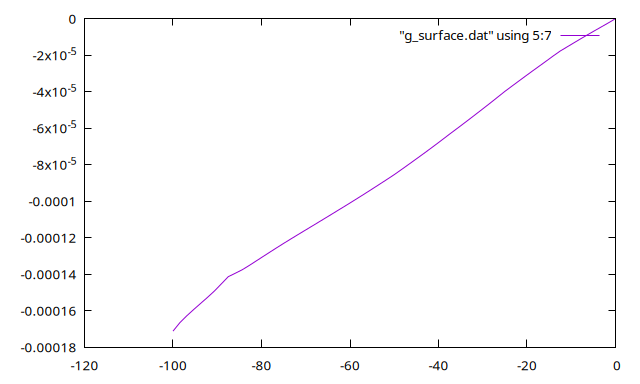 0
"g_surface.dat" using 5:7
-2x10⁻⁵
-4x10⁻⁵
-6x10⁻⁵
-8x10⁻⁵
-0.0001
-0.00012
-0.00014
-0.00016
-0.00018
-120 -100 -80 -60 -40 -20 0